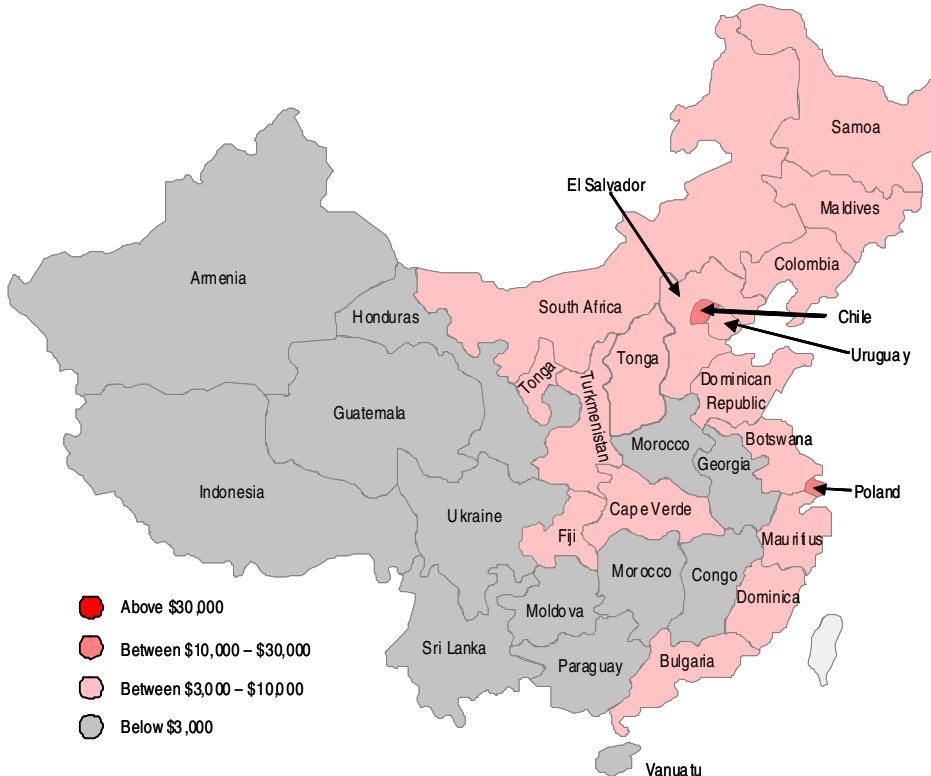 Samoa
El Salvador
Maldives
Colombia
Armenia
South Africa
Honduras
Chile
Uruguay
Tonga
Tonga
Turkmenistan
Dominican
Republic
Guatemala
Morocco
Botswana
Georgia
Indonesia
Poland
Ukraine
Cape Verde
Fiji
Mauritius
Morocco
Congo
Dominica
Moldova
Above $30,000
Between $10,000 – $30,000
Sri Lanka
Paraguay
Bulgaria
Between $3,000 – $10,000
Below $3,000
Vanuatu